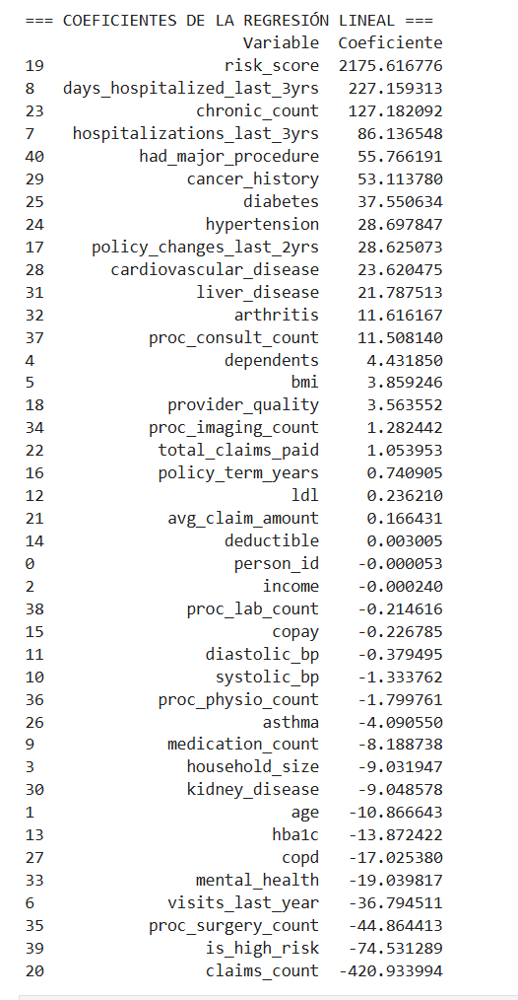 === COEFICIENTES DE LA REGRESIÓN LINEAL ===
Variable Coeficiente
19 risk_score 2175.616776
8 days_hospitalized_last_3yrs 227.159313
23 chronic_count 127.182092
7 hospitalizations_last_3yrs 86.136548
40 had_major_procedure 55.766191
29 cancer_history 53.113780
25 diabetes 37.550634
24 hypertension 28.697847
17 policy_changes_last_2yrs 28.625073
28 cardiovascular_disease 23.620475
31 liver_disease 21.787513
32 arthritis 11.616167
37 proc_consult_count 11.508140
4 dependents 4.431850
5 bmi 3.859246
18 provider_quality 3.563552
34 proc_imaging_count 1.282442
22 total_claims_paid 1.053953
16 policy_term_years 0.740905
12 ldl 0.236210
21 avg_claim_amount 0.166431
14 deductible 0.003005
0 person_id -0.000053
2 income -0.000240
38 proc_lab_count -0.214616
15 copay -0.226785
11 diastolic_bp -0.379495
10 systolic_bp -1.333762
36 proc_physio_count -1.799761
26 asthma -4.090550
9 medication_count -8.188738
3 household_size -9.031947
30 kidney_disease -9.048578
1 age -10.866643
13 hba1c -13.872422
27 copd -17.025380
33 mental_health -19.039817
6 visits_last_year -36.794511
35 proc_surgery_count -44.864413
39 is_high_risk -74.531289
20 claims_count -420.933994